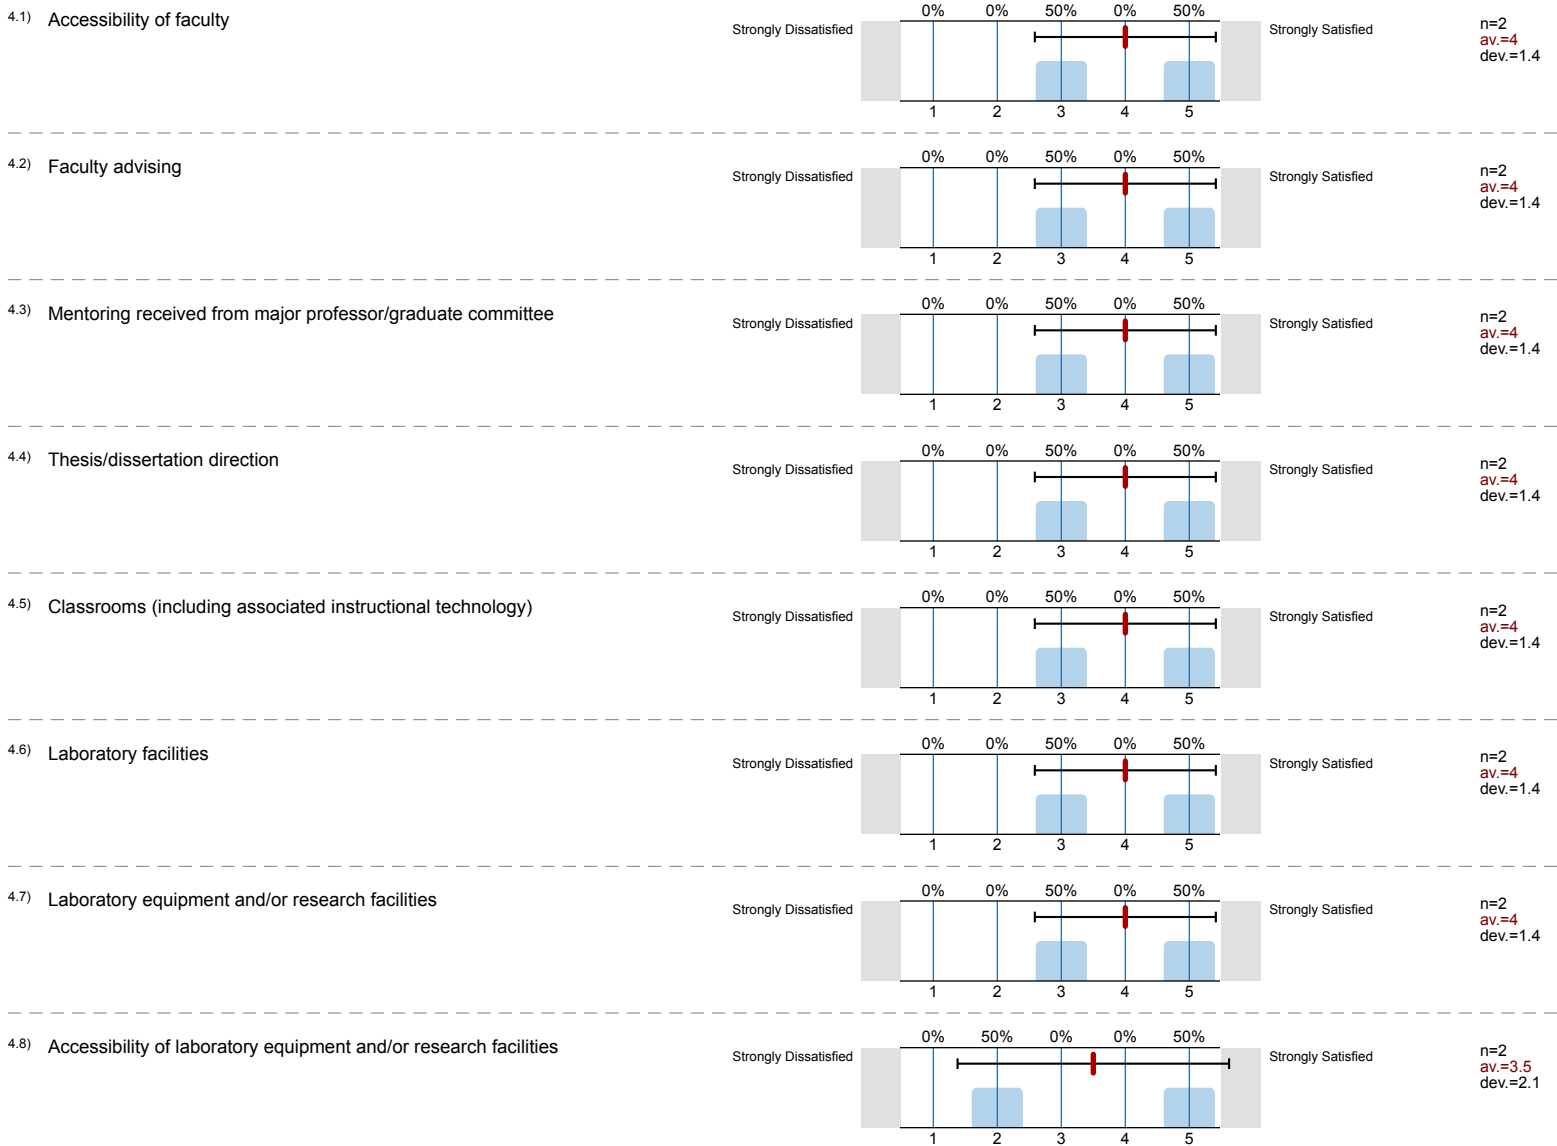 4.1) Accessibility of faculty
0% 0% 50% 0% 50%
Strongly Dissatisfied
Strongly Satisfied
n=2
av.=4
dev.=1.4
1 2 3 4 5
4.2) Faculty advising
0% 0% 50% 0% 50%
Strongly Dissatisfied
Strongly Satisfied
n=2
av.=4
dev.=1.4
1 2 3 4 5
4.3) Mentoring received from major professor/graduate committee
0% 0% 50% 0% 50%
Strongly Dissatisfied
Strongly Satisfied
n=2
av.=4
dev.=1.4
1 2 3 4 5
4.4) Thesis/dissertation direction
0% 0% 50% 0% 50%
Strongly Dissatisfied
Strongly Satisfied
n=2
av.=4
dev.=1.4
1 2 3 4 5
4.5) Classrooms (including associated instructional technology)
0% 0% 50% 0% 50%
Strongly Dissatisfied
Strongly Satisfied
n=2
av.=4
dev.=1.4
1 2 3 4 5
4.6) Laboratory facilities
0% 0% 50% 0% 50%
Strongly Dissatisfied
Strongly Satisfied
n=2
av.=4
dev.=1.4
1 2 3 4 5
4.7) Laboratory equipment and/or research facilities
0% 0% 50% 0% 50%
Strongly Dissatisfied
Strongly Satisfied
n=2
av.=4
dev.=1.4
1 2 3 4 5
4.8) Accessibility of laboratory equipment and/or research facilities
0% 50% 0% 0% 50%
Strongly Dissatisfied
Strongly Satisfied
n=2
av.=3.5
dev.=2.1
1 2 3 4 5